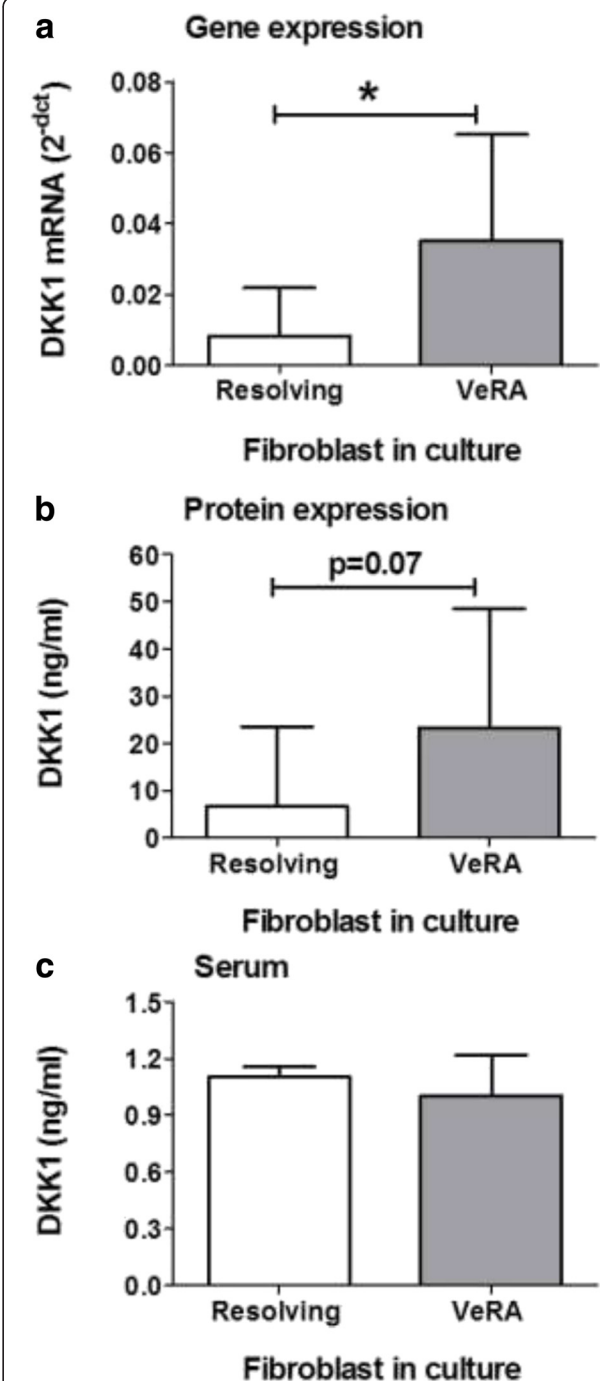 a
Gene expression
DKK1 mRNA (2-dct)
0.08
0.06
0.04
0.02
0.00
*
Resolving VeRA
Fibroblast in culture
b
Protein expression
DKK1 (ng/ml)
60
50
40
30
20
10
0
p=0.07
Resolving VeRA
Fibroblast in culture
c
Serum
DKK1 (ng/ml)
1.5
1.2
0.9
0.6
0.3
0.0
Resolving VeRA
Fibroblast in culture